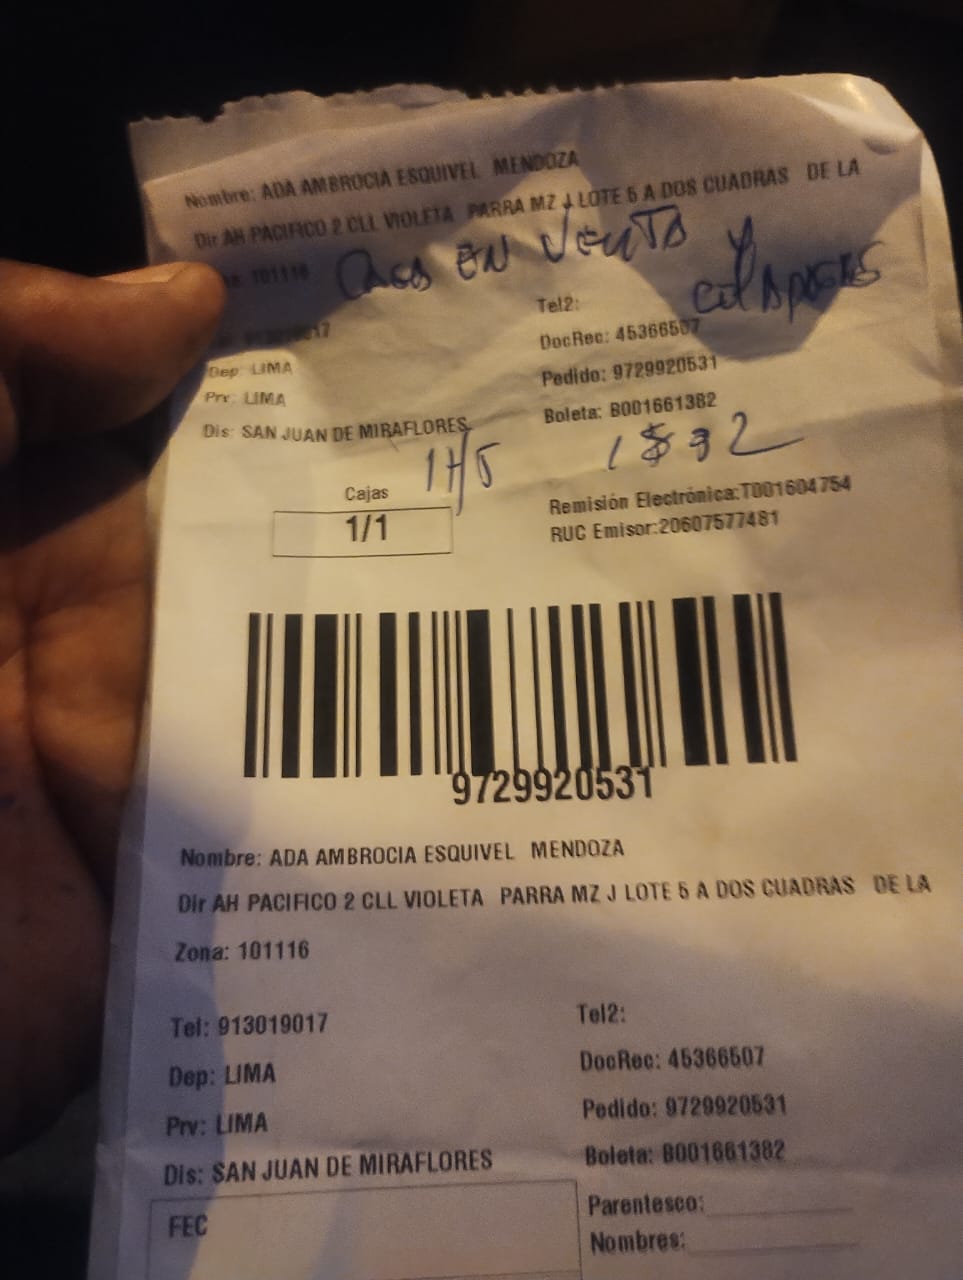 Nombre: ADA AMBROCIA ESQUIVEL MENDOZA
Dir AH PACIFICO 2 CLL VIOLETA PARRA MZ J LOTE 5 A DOS CUADRAS DE LA
101116
EN VENTA Y
Tel2:
DocRec: 45366507
Dep: LIMA
Pedido: 9729920531
Prv: LIMA
Boleta: B001661382
Dis: SAN JUAN DE MIRAFLORES
Cajas
1/1
Remisión Electrónica:T001604754
RUC Emisor:20607577481
9729920531
Nombre: ADA AMBROCIA ESQUIVEL MENDOZA
Dir AH PACIFICO 2 CLL VIOLETA PARRA MZ J LOTE 5 A DOS CUADRAS DE LA
Zona: 101116
Tel: 913019017
Tel2:
Dep: LIMA
DocRec: 45366507
Prv: LIMA
Pedido: 9729920531
Dis: SAN JUAN DE MIRAFLORES
Boleta: B001661382
FEC
Parentesco:
Nombres: